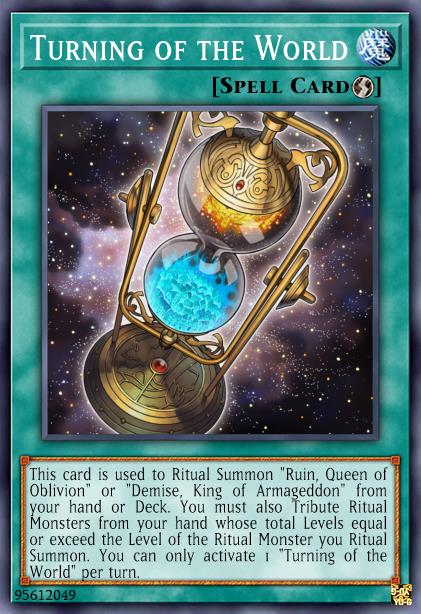 TURNING OF THE WORLD
魔
[SPELL CARD]
This card is used to Ritual Summon "Ruin, Queen of
Oblivion" or "Demise, King of Armageddon" from
your hand or Deck. You must also Tribute Ritual
Monsters from your hand whose total Levels equal
or exceed the Level of the Ritual Monster you Ritual
Summon. You can only activate 1 "Turning of the
World" per turn.
95612049